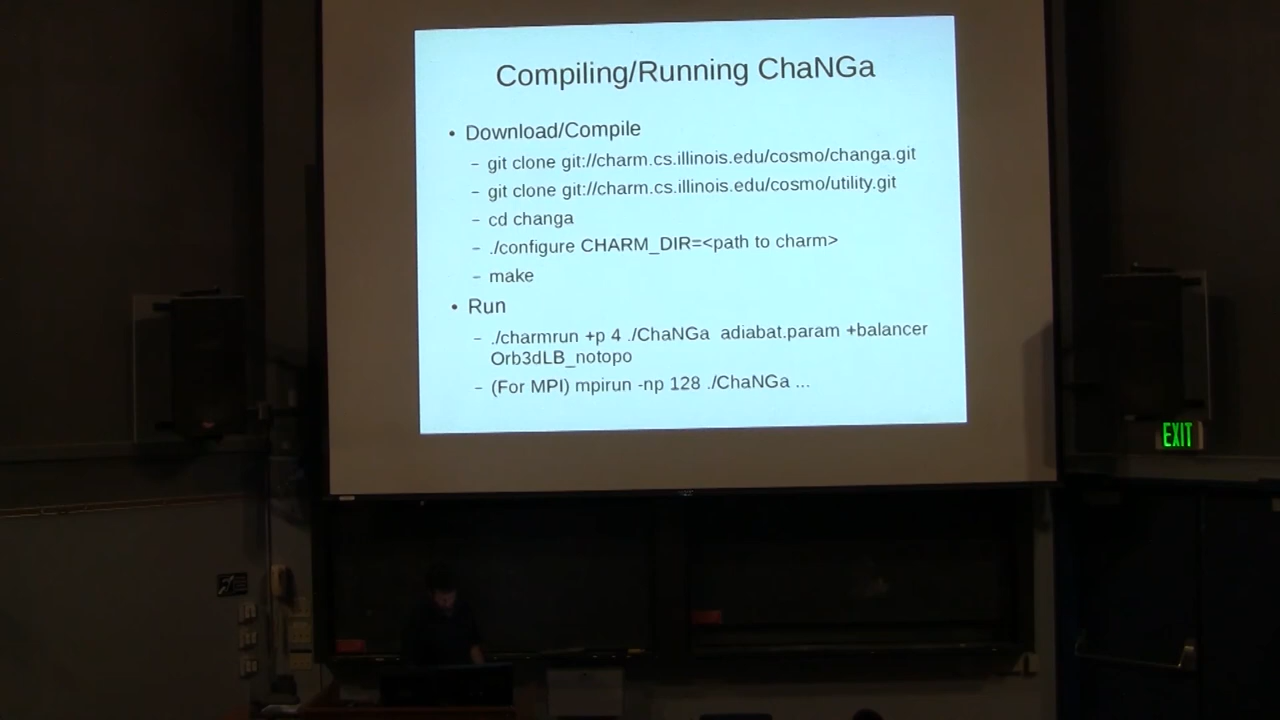 Compiling/Running ChaNGa
• Download/Compile
– git clone git://charm.cs.illinois.edu/cosmo/changa.git
– git clone git://charm.cs.illinois.edu/cosmo/utility.git
– cd changa
– ./configure CHARM_DIR=<path to charm>
– make
• Run
– ./charmrun +p 4 ./ChaNGa adiabat.param +balancer
Orb3dLB_notopo
– (For MPI) mpirun -np 128 ./ChaNGa ...
EXIT